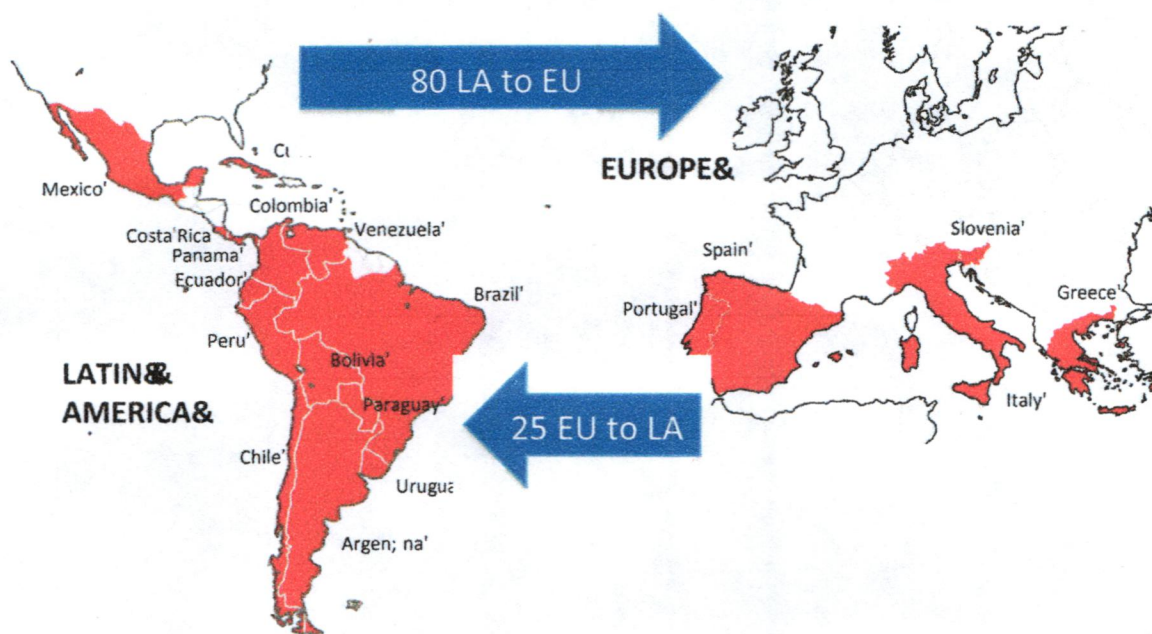 80 LA to EU
EUROPE&
Mexico'
Colombia'
Venezuela'
Costa'Rica'
Panama'
Ecuador'
Brazil'
Peru'
Bolivia'
Paraguay'
LATIN&
AMERICA&
Chile'
Argen; na'
Slovenia'
Spain'
Greece'
Portugal'
Italy'
25 EU to LA